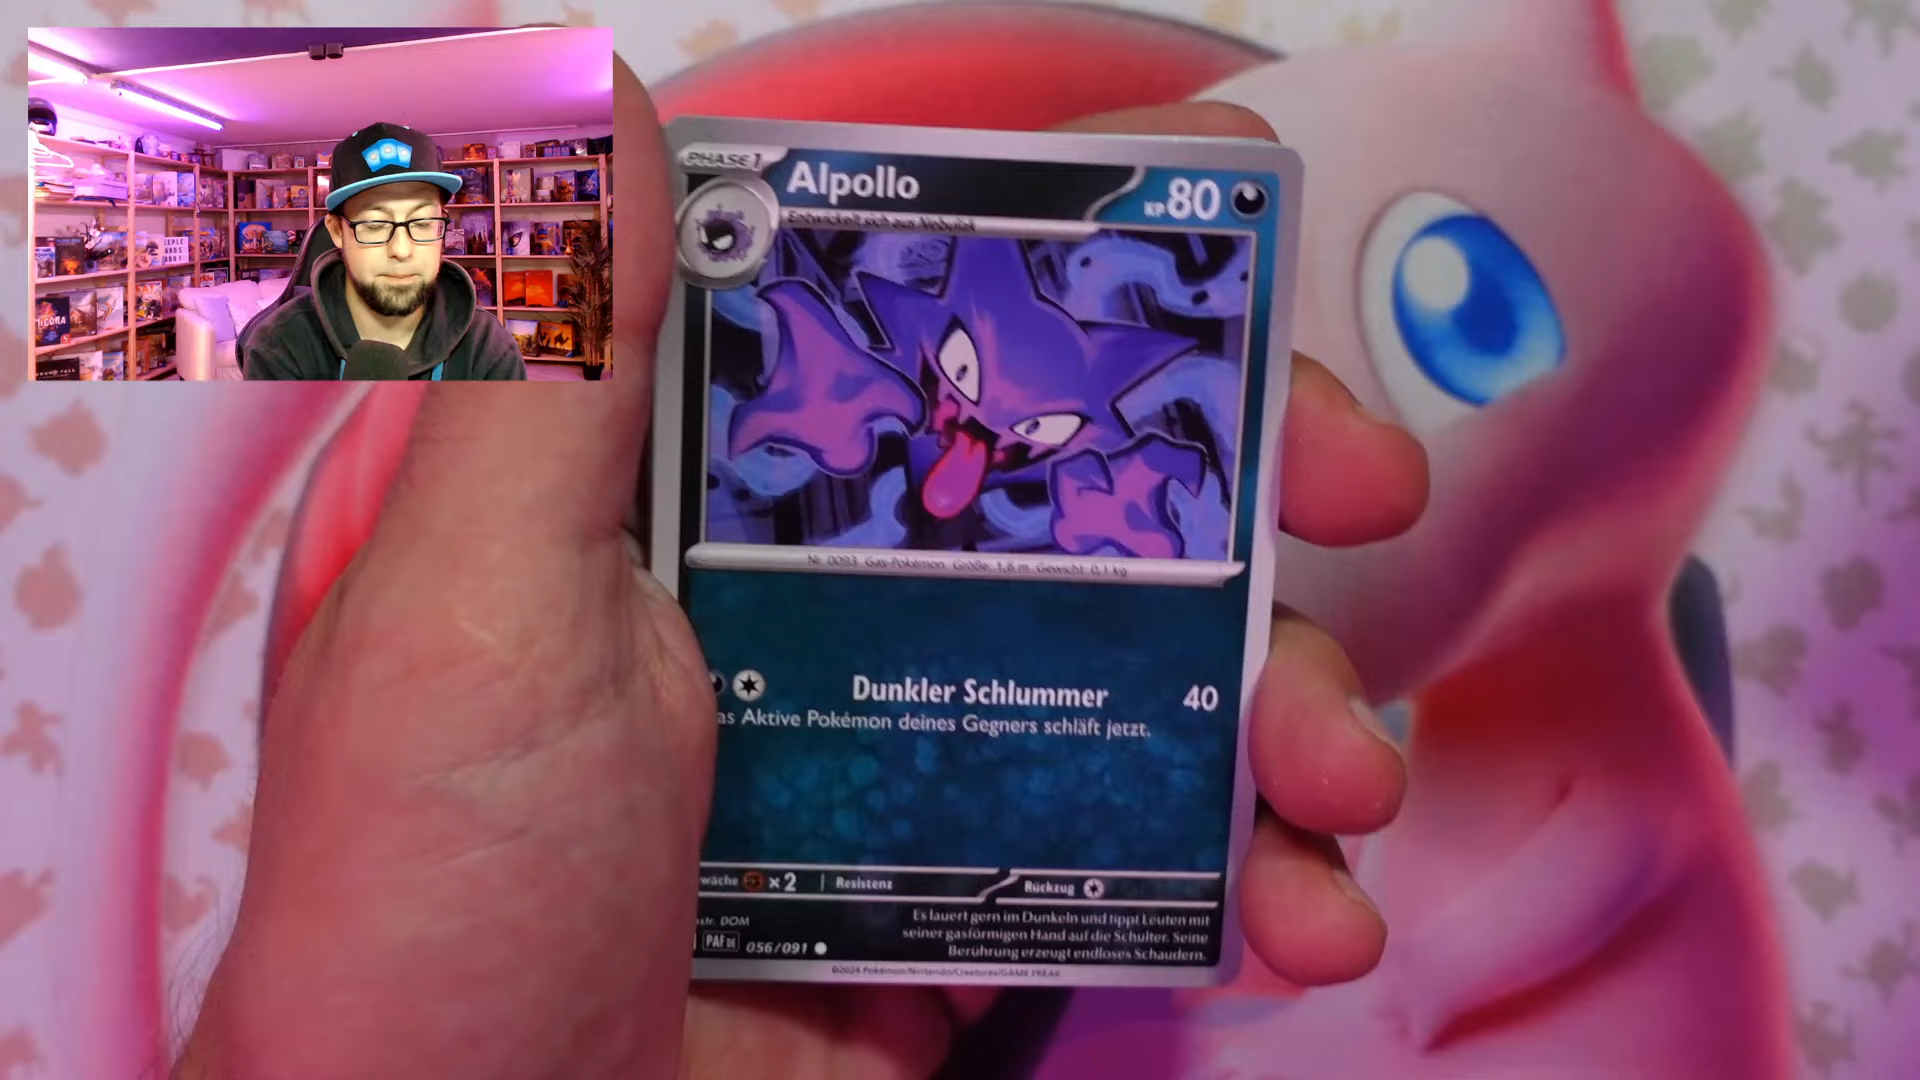 PHASE 1
Alpollo
KP 80
Entwickelt sich aus Nebulak
Nr. 0093 Gas-Pokémon Größe: 1,6 m Gewicht: 0,1 kg
Dunkler Schlummer 40
as Aktive Pokémon deines Gegners schläft jetzt.
wäche ×2 | Resistenz
Rückzug
str. DOM
PAF DE 056/091
Es lauert gern im Dunkeln und tippt Leuten mit
seiner gasförmigen Hand auf die Schulter. Seine
Berührung erzeugt endloses Schaudern.
©2024 Pokémon/Nintendo/Creatures/GAME FREAK